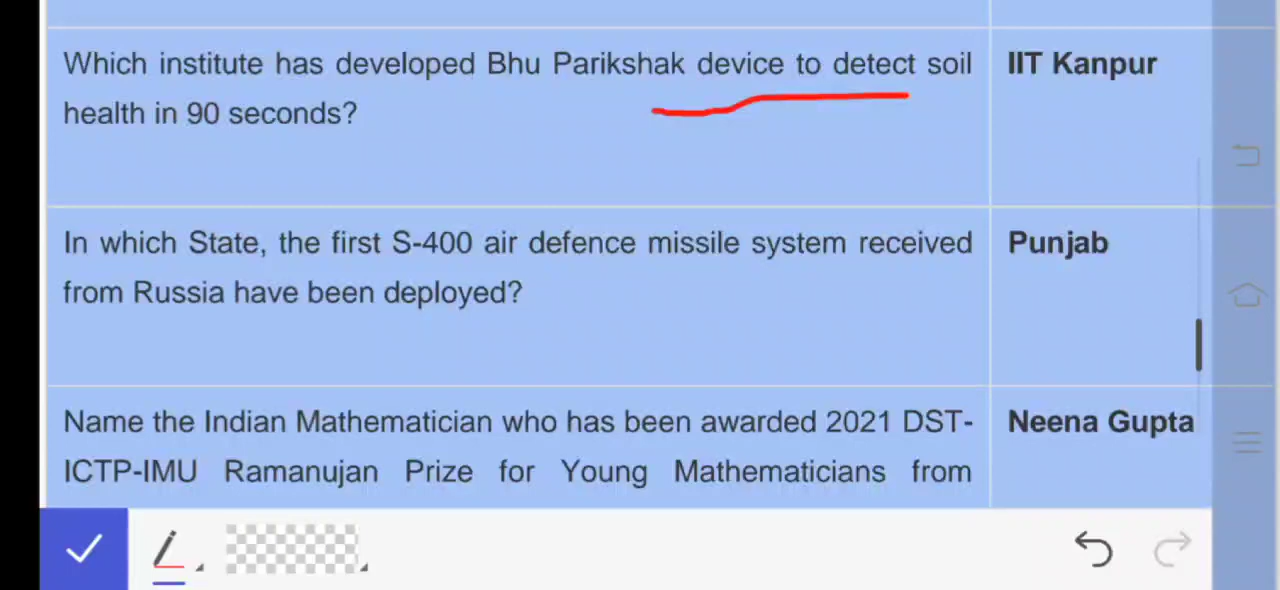 Which institute has developed Bhu Parikshak device to detect soil
health in 90 seconds?
IIT Kanpur
In which State, the first S-400 air defence missile system received
from Russia have been deployed?
Punjab
Name the Indian Mathematician who has been awarded 2021 DST-
ICTP-IMU Ramanujan Prize for Young Mathematicians from
Neena Gupta